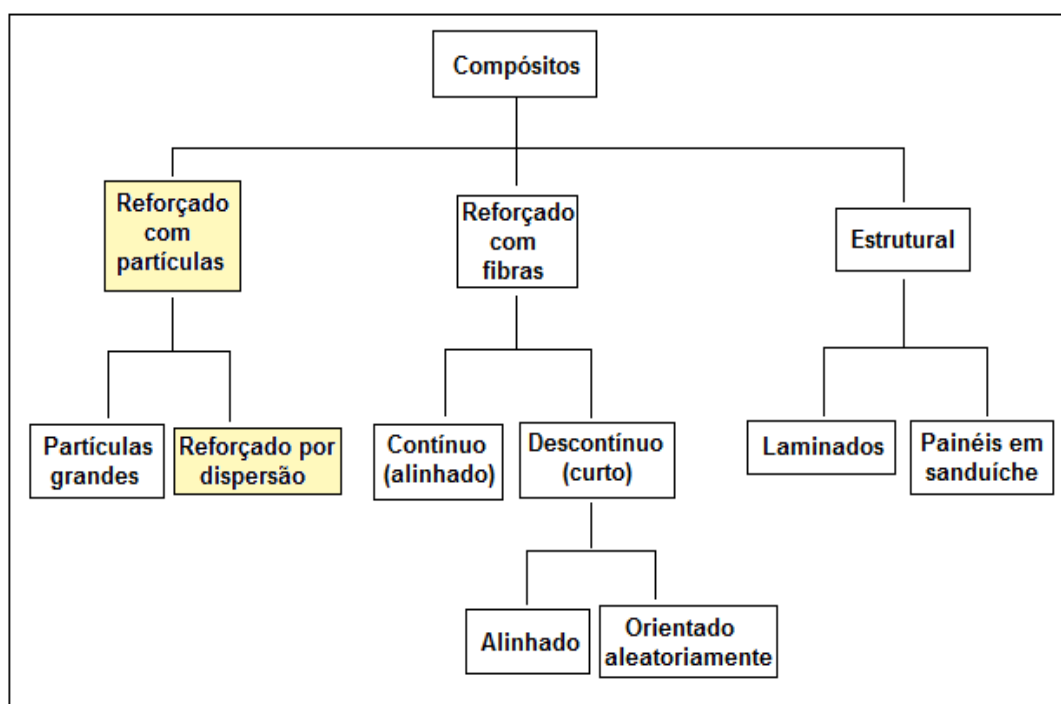 Compósitos
Reforçado
com
partículas
Reforçado
com
fibras
Estrutural
Partículas
grandes
Reforçado por
dispersão
Contínuo
(alinhado)
Descontínuo
(curto)
Laminados
Painéis em
sanduíche
Alinhado
Orientado
aleatoriamente